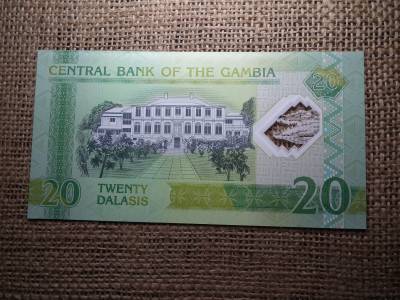 CENTRAL BANK OF THE GAMBIA
20
20
TWENTY
DALASIS
20